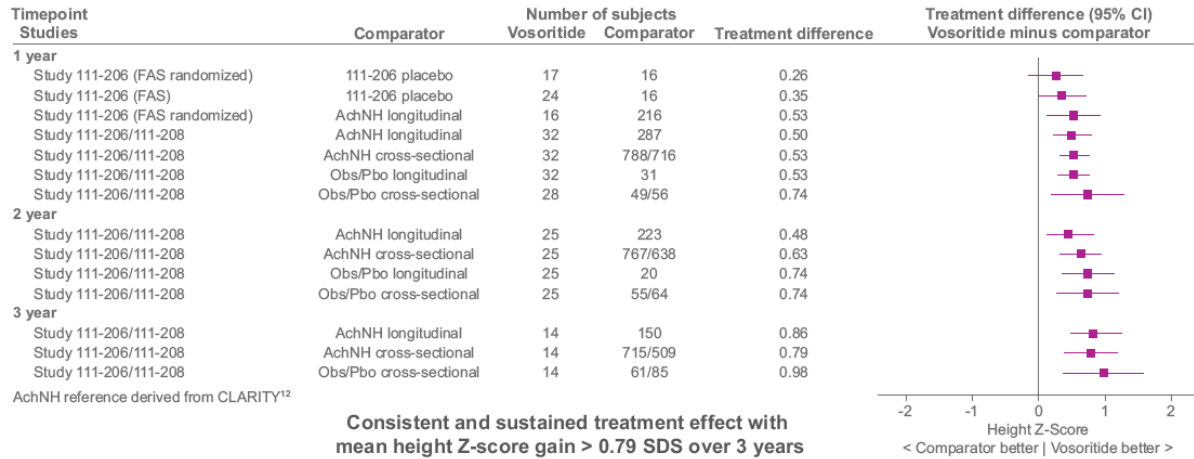 Timepoint Number of subjects Treatment difference (95% CI)
Studies Comparator Vosoritide Comparator Treatment difference Vosoritide minus comparator
1 year
Study 111-206 (FAS randomized) 111-206 placebo 17 16 0.26
Study 111-206 (FAS) 111-206 placebo 24 16 0.35
Study 111-206 (FAS randomized) AchNH longitudinal 16 216 0.53
Study 111-206/111-208 AchNH longitudinal 32 287 0.50
Study 111-206/111-208 AchNH cross-sectional 32 788/716 0.53
Study 111-206/111-208 Obs/Pbo longitudinal 32 31 0.53
Study 111-206/111-208 Obs/Pbo cross-sectional 28 49/56 0.74
2 year
Study 111-206/111-208 AchNH longitudinal 25 223 0.48
Study 111-206/111-208 AchNH cross-sectional 25 767/638 0.63
Study 111-206/111-208 Obs/Pbo longitudinal 25 20 0.74
Study 111-206/111-208 Obs/Pbo cross-sectional 25 55/64 0.74
3 year
Study 111-206/111-208 AchNH longitudinal 14 150 0.86
Study 111-206/111-208 AchNH cross-sectional 14 715/509 0.79
Study 111-206/111-208 Obs/Pbo cross-sectional 14 61/85 0.98
AchNH reference derived from CLARITY¹²
-2 -1 0 1 2
Height Z-Score
< Comparator better | Vosoritide better >
Consistent and sustained treatment effect with
mean height Z-score gain > 0.79 SDS over 3 years